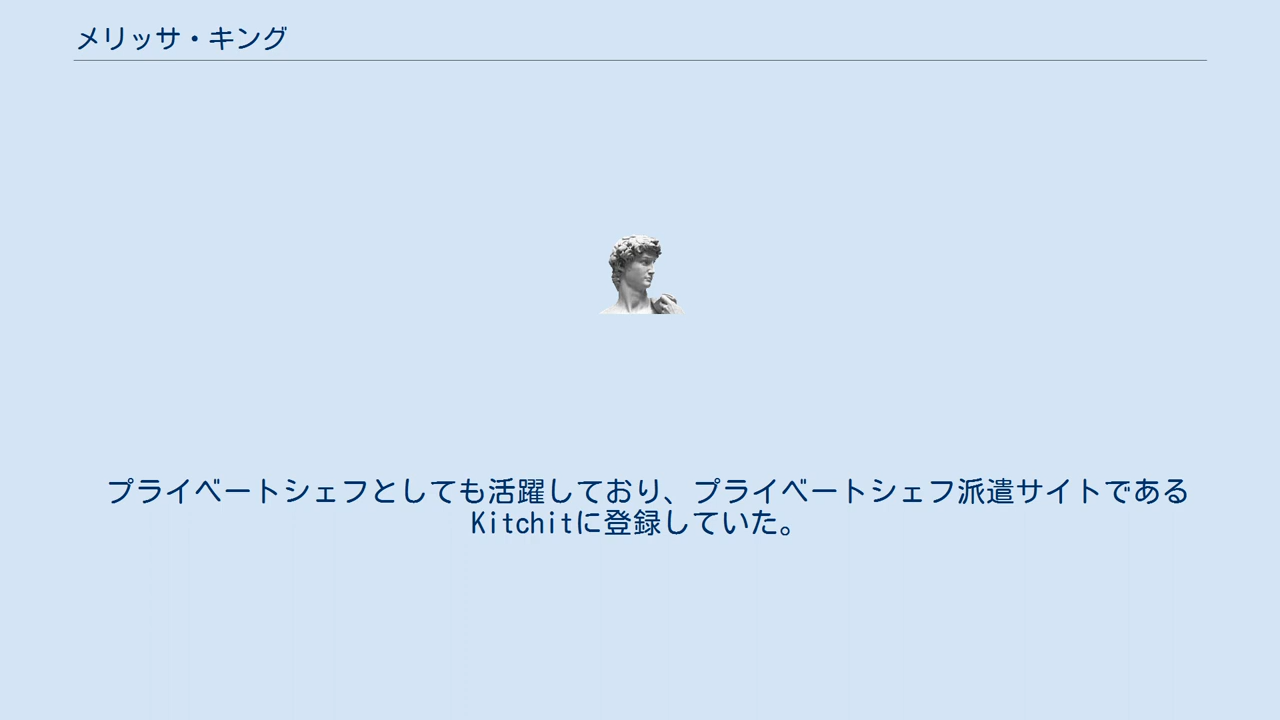 メリッサ・キング
プライベートシェフとしても活躍しており、プライベートシェフ派遣サイトである
Kitchitに登録していた。